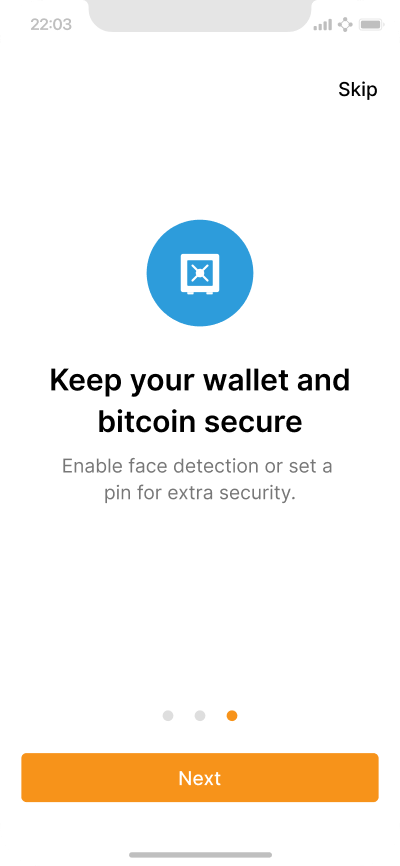 22:03
Skip
Keep your wallet and
bitcoin secure
Enable face detection or set a
pin for extra security.
Next